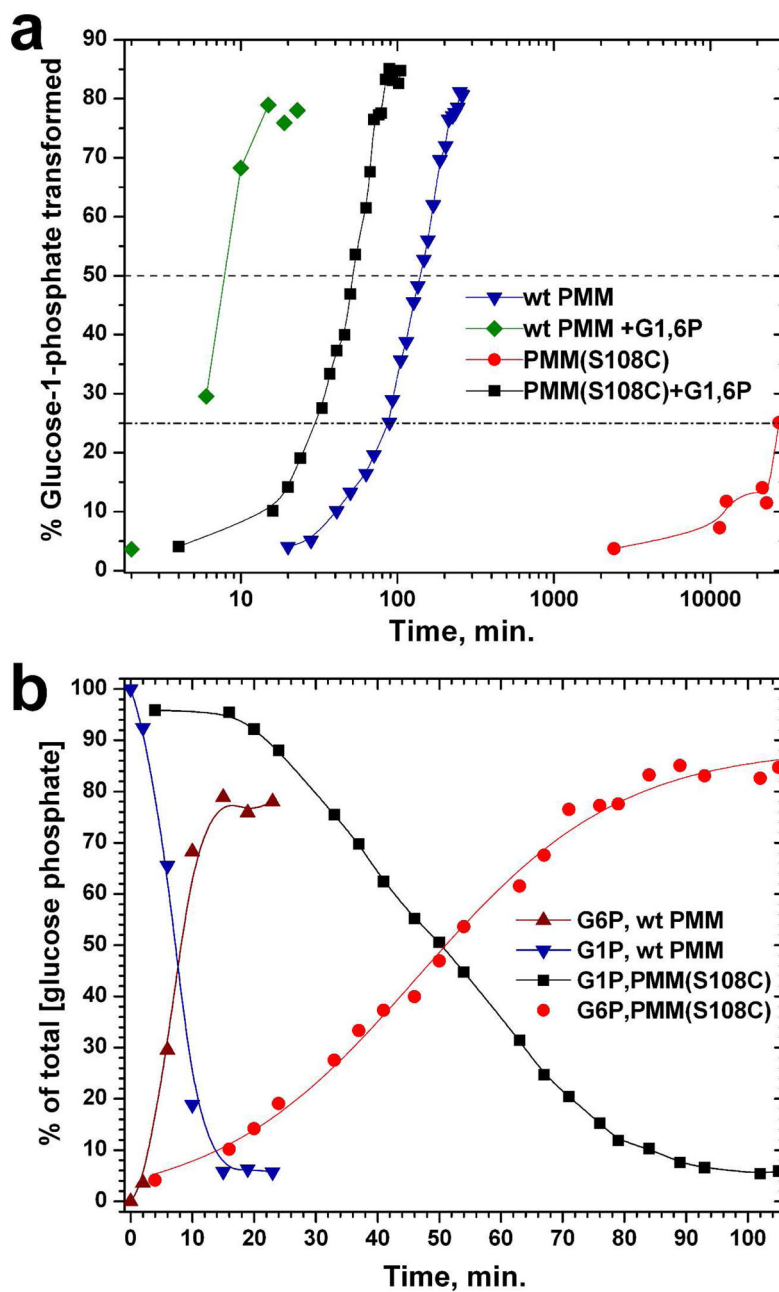 a
% Glucose-1-phosphate transformed
90
85
80
70
60
50
40
30
20
10
0
wt PMM
wt PMM +G1,6P
PMM(S108C)
PMM(S108C)+G1,6P
10 100 1000 10000
Time, min.
b
% of total [glucose phosphate]
100
90
80
70
60
50
40
30
20
10
0
G6P, wt PMM
G1P, wt PMM
G1P,PMM(S108C)
G6P,PMM(S108C)
0 10 20 30 40 50 60 70 80 90 100
Time, min.